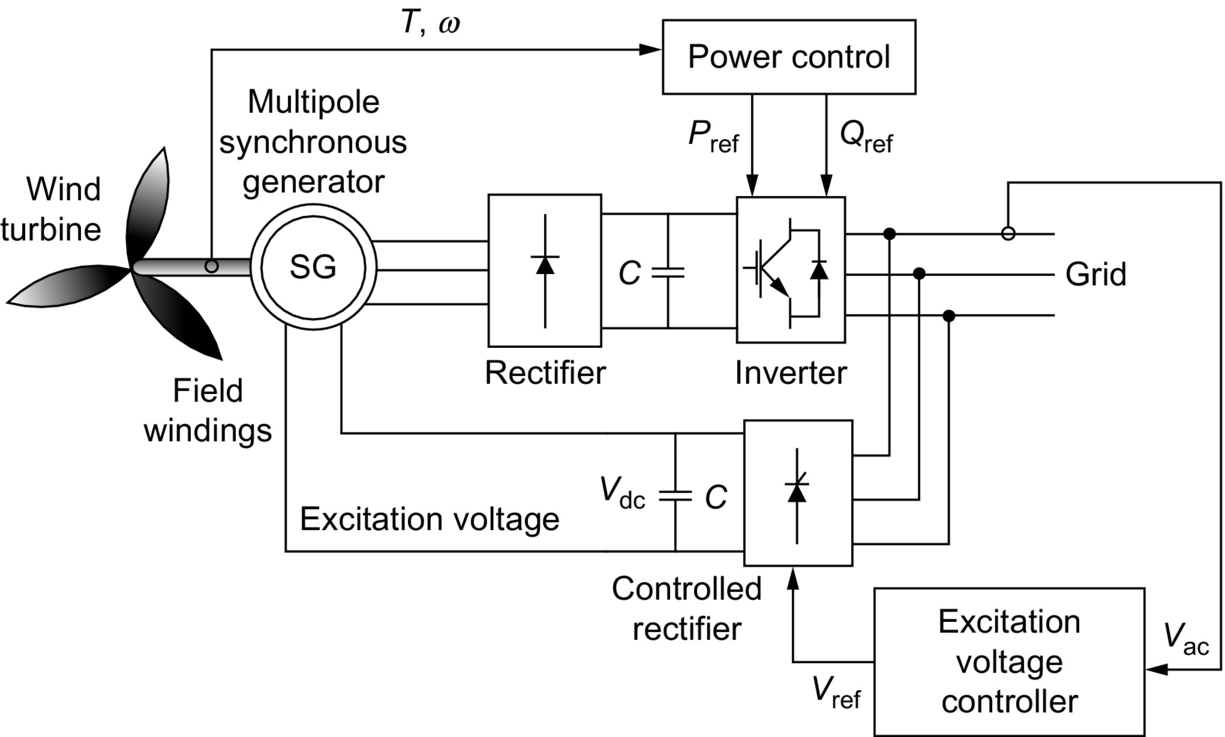 T, ω
Power control
Multipole
synchronous
generator
P_ref
Q_ref
Wind
turbine
SG
C
Grid
Rectifier
Inverter
Field
windings
V_dc
C
Excitation voltage
Controlled
rectifier
Excitation
voltage
controller
V_ac
V_ref